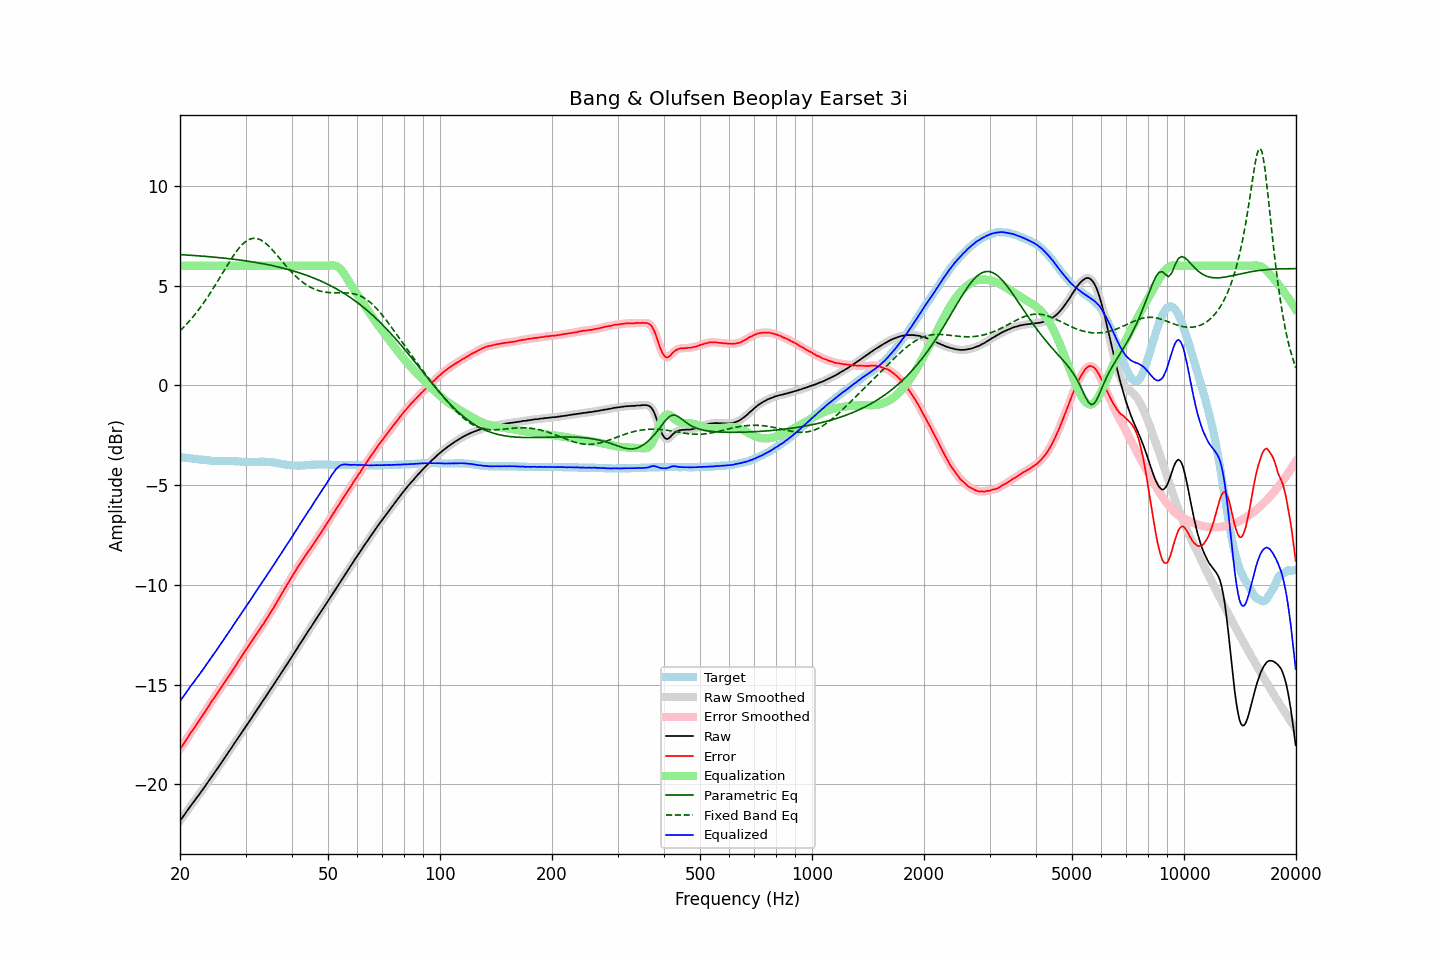 Bang & Olufsen Beoplay Earset 3i
Amplitude (dBr)
10
5
0
−5
−10
−15
−20
Target
Raw Smoothed
Error Smoothed
Raw
Error
Equalization
Parametric Eq
Fixed Band Eq
Equalized
20 50 100 200 500 1000 2000 5000 10000 20000
Frequency (Hz)